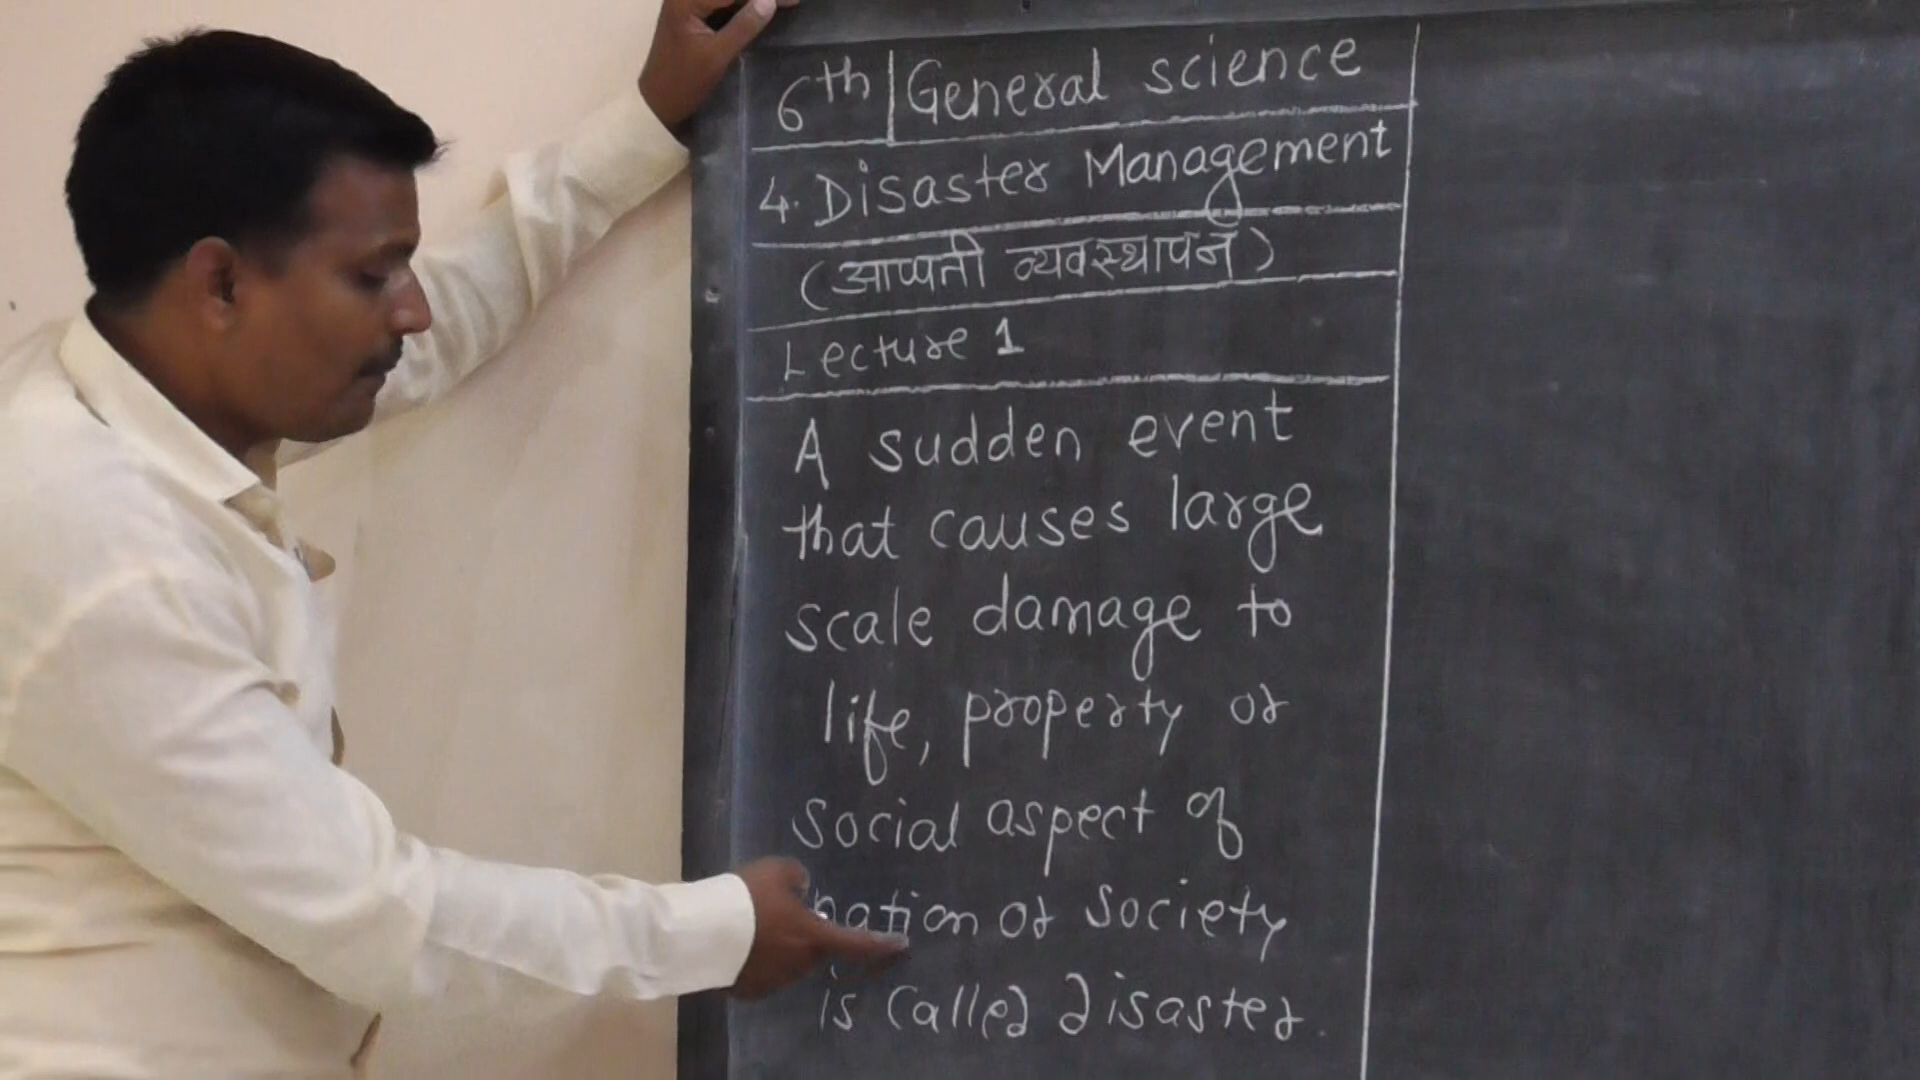 6th | General science
4. Disaster Management
(आप्पती व्यवस्थापन)
Lecture 1
A sudden event
that causes large
scale damage to
life, property or
social aspect of
nation or society
is called disaster.